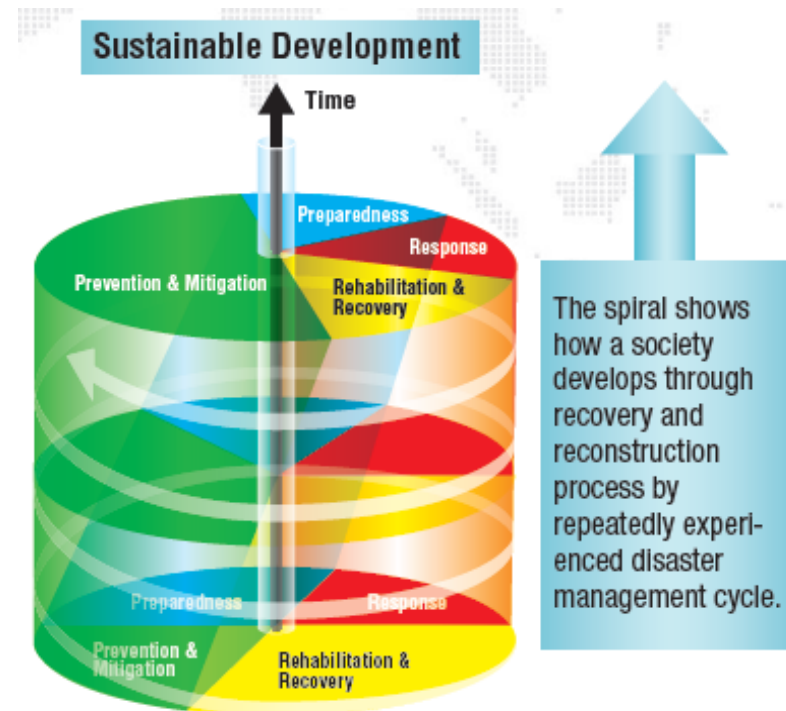 Sustainable Development
Time
Preparedness
Response
Prevention & Mitigation
Rehabilitation &
Recovery
Preparedness
Response
Prevention &
Mitigation
Rehabilitation &
Recovery
The spiral shows
how a society
develops through
recovery and
reconstruction
process by
repeatedly experi-
enced disaster
management cycle.